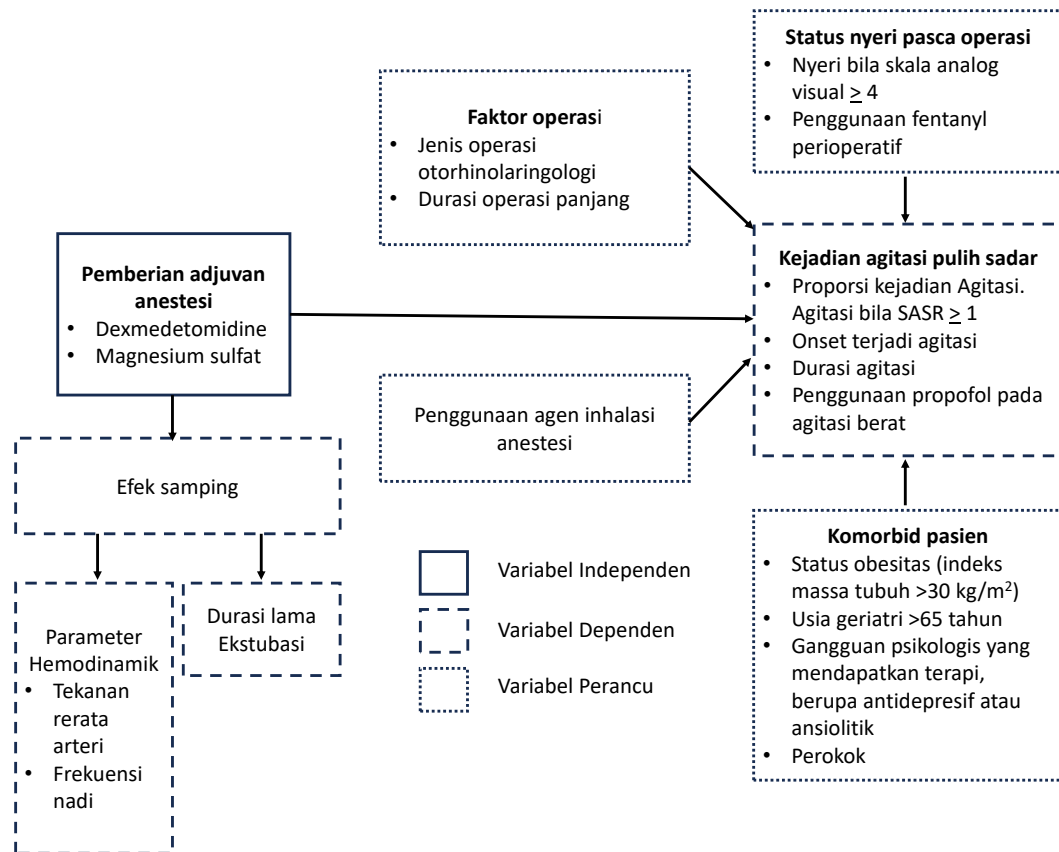 Status nyeri pasca operasi
• Nyeri bila skala analog
visual ≥ 4
• Penggunaan fentanyl
perioperatif
Faktor operasi
• Jenis operasi
otorhinolaringologi
• Durasi operasi panjang
Pemberian adjuvan
anestesi
• Dexmedetomidine
• Magnesium sulfat
Kejadian agitasi pulih sadar
• Proporsi kejadian Agitasi.
Agitasi bila SASR ≥ 1
• Onset terjadi agitasi
• Durasi agitasi
• Penggunaan propofol pada
agitasi berat
Penggunaan agen inhalasi
anestesi
Efek samping
Parameter
Hemodinamik
• Tekanan
rerata
arteri
• Frekuensi
nadi
Durasi lama
Ekstubasi
Variabel Independen
Variabel Dependen
Variabel Perancu
Komorbid pasien
• Status obesitas (indeks
massa tubuh >30 kg/m²)
• Usia geriatri >65 tahun
• Gangguan psikologis yang
mendapatkan terapi,
berupa antidepresif atau
ansiolitik
• Perokok